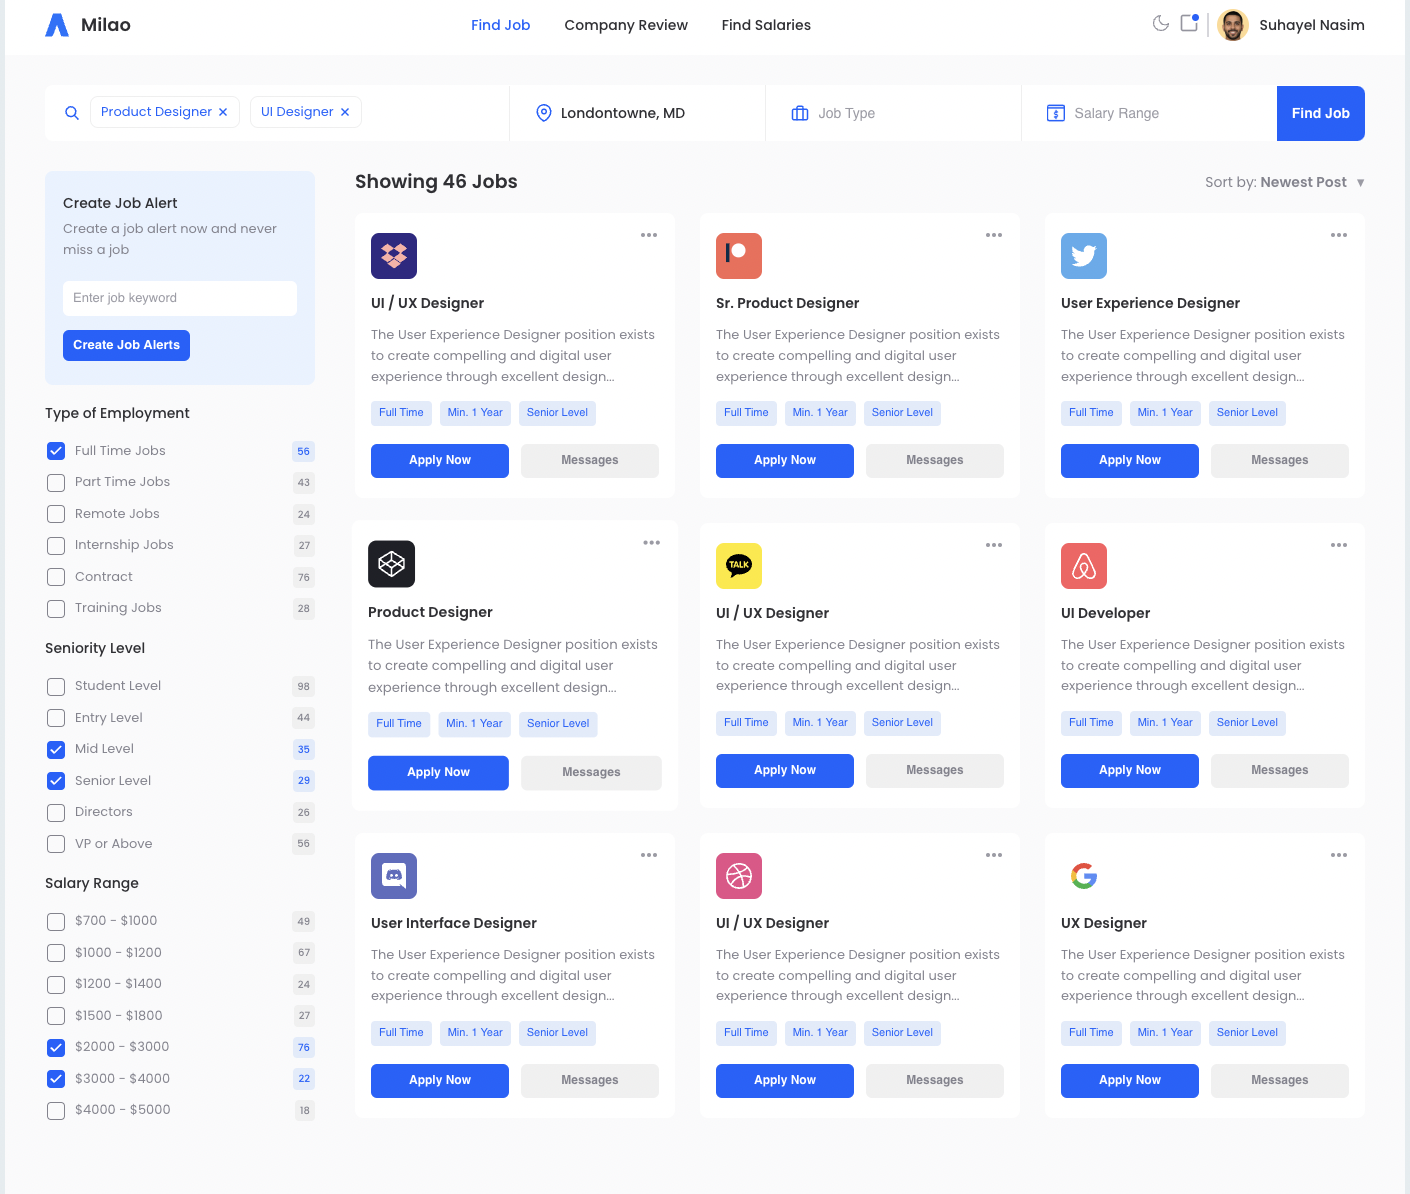 Milao
Find Job
Company Review
Find Salaries
Suhayel Nasim
Product Designer ×
UI Designer ×
Londontowne, MD
Job Type
Salary Range
Find Job
Create Job Alert
Create a job alert now and never
miss a job
Enter job keyword
Create Job Alerts
Type of Employment
Full Time Jobs 56
Part Time Jobs 43
Remote Jobs 24
Internship Jobs 27
Contract 76
Training Jobs 28
Seniority Level
Student Level 98
Entry Level 44
Mid Level 35
Senior Level 29
Directors 26
VP or Above 56
Salary Range
$700 - $1000 49
$1000 - $1200 67
$1200 - $1400 24
$1500 - $1800 27
$2000 - $3000 76
$3000 - $4000 22
$4000 - $5000 18
Showing 46 Jobs
Sort by: Newest Post ▼
UI / UX Designer
The User Experience Designer position exists
to create compelling and digital user
experience through excellent design...
Full Time Min. 1 Year Senior Level
Apply Now Messages
Sr. Product Designer
The User Experience Designer position exists
to create compelling and digital user
experience through excellent design...
Full Time Min. 1 Year Senior Level
Apply Now Messages
User Experience Designer
The User Experience Designer position exists
to create compelling and digital user
experience through excellent design...
Full Time Min. 1 Year Senior Level
Apply Now Messages
Product Designer
The User Experience Designer position exists
to create compelling and digital user
experience through excellent design...
Full Time Min. 1 Year Senior Level
Apply Now Messages
TALK
UI / UX Designer
The User Experience Designer position exists
to create compelling and digital user
experience through excellent design...
Full Time Min. 1 Year Senior Level
Apply Now Messages
UI Developer
The User Experience Designer position exists
to create compelling and digital user
experience through excellent design...
Full Time Min. 1 Year Senior Level
Apply Now Messages
User Interface Designer
The User Experience Designer position exists
to create compelling and digital user
experience through excellent design...
Full Time Min. 1 Year Senior Level
Apply Now Messages
UI / UX Designer
The User Experience Designer position exists
to create compelling and digital user
experience through excellent design...
Full Time Min. 1 Year Senior Level
Apply Now Messages
UX Designer
The User Experience Designer position exists
to create compelling and digital user
experience through excellent design...
Full Time Min. 1 Year Senior Level
Apply Now Messages